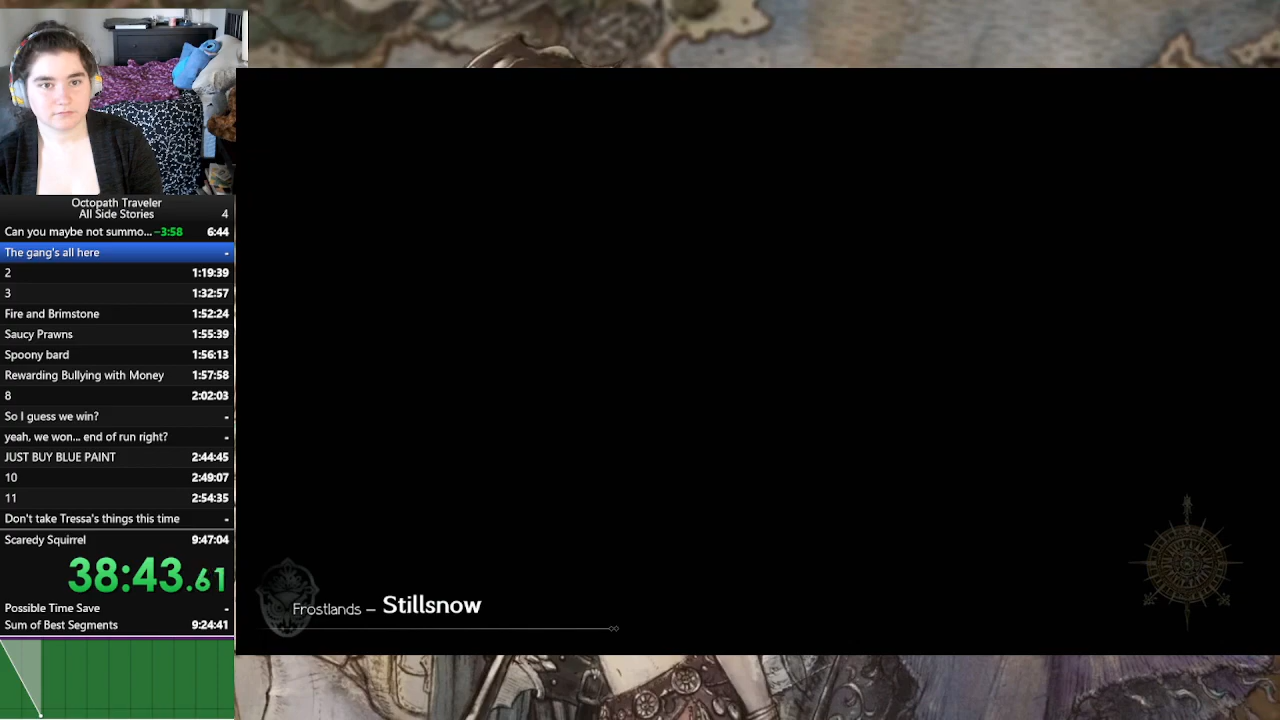 Octopath Traveler
All Side Stories 4
Can you maybe not summo... −3:58 6:44
The gang's all here -
2 1:19:39
3 1:32:57
Fire and Brimstone 1:52:24
Saucy Prawns 1:55:39
Spoony bard 1:56:13
Rewarding Bullying with Money 1:57:58
8 2:02:03
So I guess we win? -
yeah, we won... end of run right? -
JUST BUY BLUE PAINT 2:44:45
10 2:49:07
11 2:54:35
Don't take Tressa's things this time -
Scaredy Squirrel 9:47:04
38:43.61
Possible Time Save -
Sum of Best Segments 9:24:41
Frostlands – Stillsnow